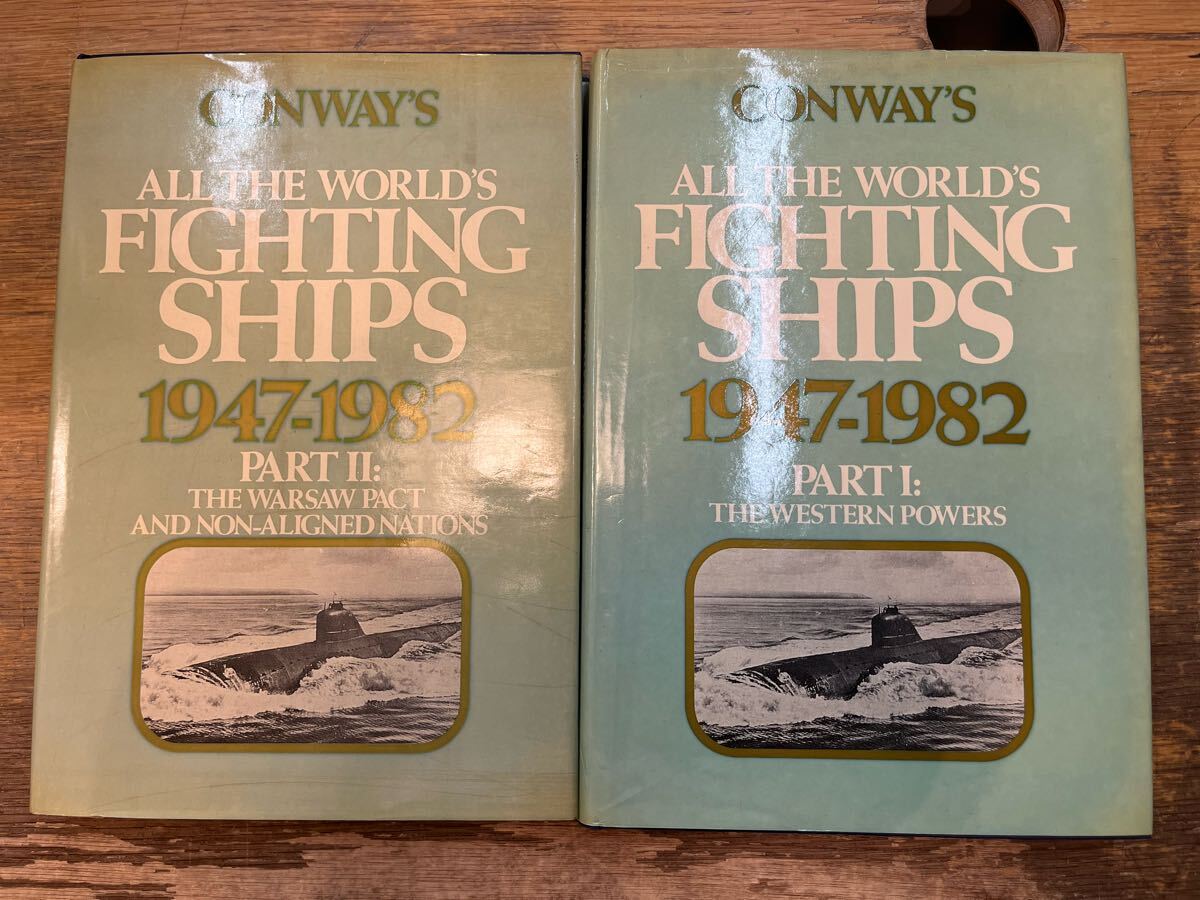 CONWAY'S
ALL THE WORLD'S
FIGHTING
SHIPS
1947-1982
PART II:
THE WARSAW PACT
AND NON-ALIGNED NATIONS
CONWAY'S
ALL THE WORLD'S
FIGHTING
SHIPS
1947-1982
PART I:
THE WESTERN POWERS